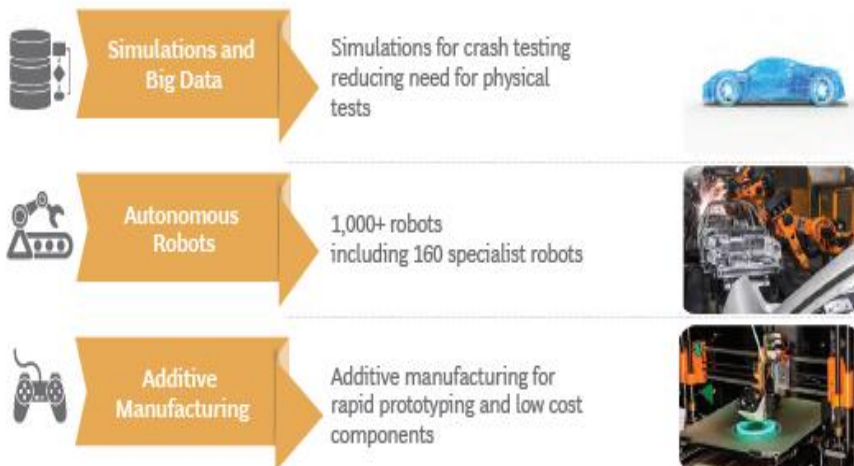 Simulations and
Big Data
Simulations for crash testing
reducing need for physical
tests
Autonomous
Robots
1,000+ robots
including 160 specialist robots
Additive
Manufacturing
Additive manufacturing for
rapid prototyping and low cost
components